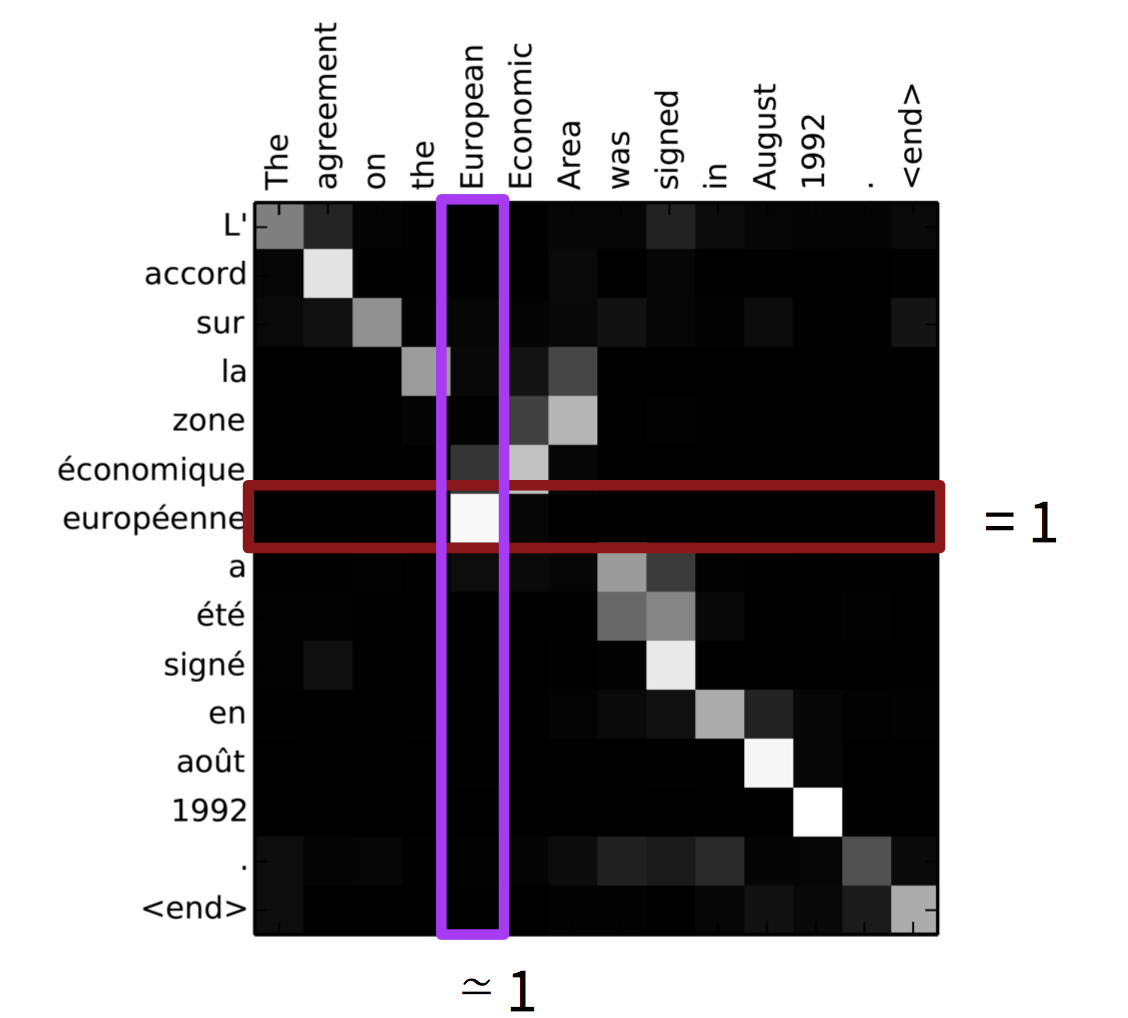 The
agreement
on
the
European
Economic
Area
was
signed
in
August
1992
.
<end>
L'
accord
sur
la
zone
économique
européenne
= 1
a
été
signé
en
août
1992
.
<end>
≃ 1